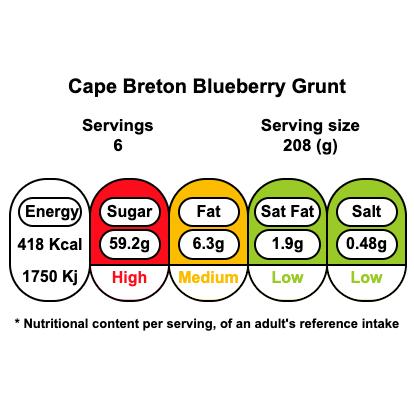 Cape Breton Blueberry Grunt
Servings
6
Serving size
208 (g)
Energy
418 Kcal
1750 Kj
Sugar
59.2g
High
Fat
6.3g
Medium
Sat Fat
1.9g
Low
Salt
0.48g
Low
* Nutritional content per serving, of an adult's reference intake